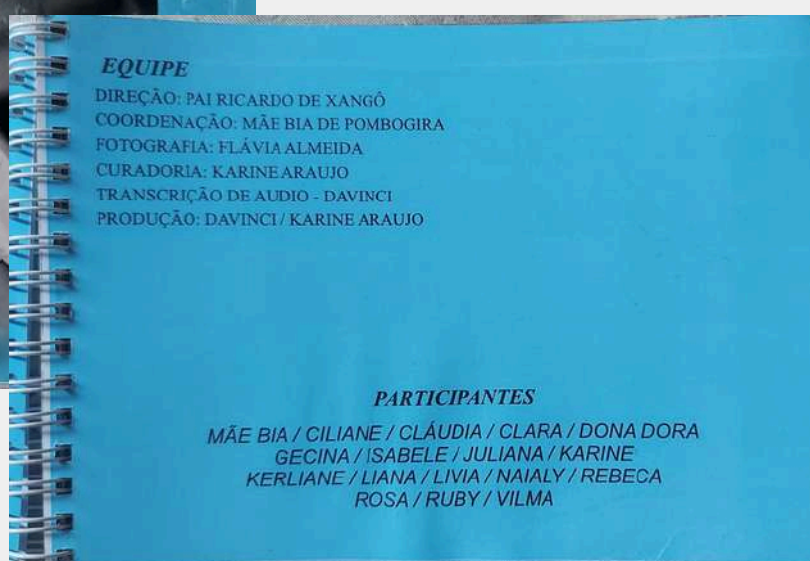 EQUIPE
DIREÇÃO: PAI RICARDO DE XANGÔ
COORDENAÇÃO: MÃE BIA DE POMBOGIRA
FOTOGRAFIA: FLÁVIA ALMEIDA
CURADORIA: KARINE ARAUJO
TRANSCRIÇÃO DE AUDIO - DAVINCI
PRODUÇÃO: DAVINCI / KARINE ARAUJO
PARTICIPANTES
MÃE BIA / CILIANE / CLÁUDIA / CLARA / DONA DORA
GECINA / ISABELE / JULIANA / KARINE
KERLIANE / LIANA / LIVIA / NAIALY / REBECA
ROSA / RUBY / VILMA